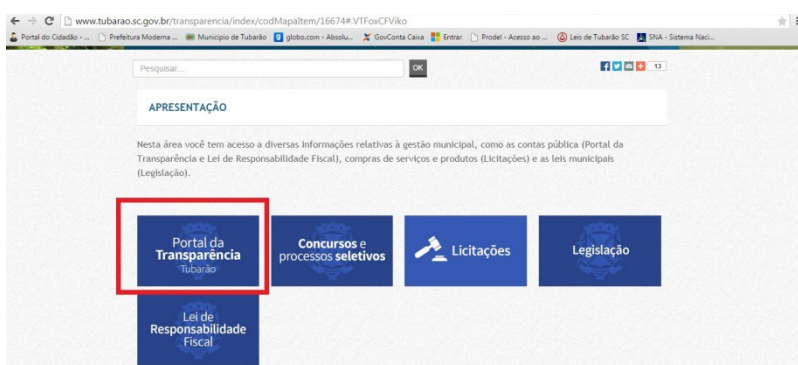 www.tubarao.sc.gov.br/transparencia/index/codMapaItem/16674#.VTFoxCFViko
Portal do Cidadão - ... Prefeitura Moderna ... Município de Tubarão globo.com - Absolu... GovConta Caixa Entrar Prodel - Acesso ao ... Leis de Tubarão SC SNA - Sistema Naci...
Pesquisar... OK 13
APRESENTAÇÃO
Nesta área você tem acesso a diversas informações relativas à gestão municipal, como as contas pública (Portal da
Transparência e Lei de Responsabilidade Fiscal), compras de serviços e produtos (Licitações) e as leis municipais
(Legislação).
Portal da
Transparência
Tubarão
Concursos e
processos seletivos
Licitações
Legislação
Lei de
Responsabilidade
Fiscal